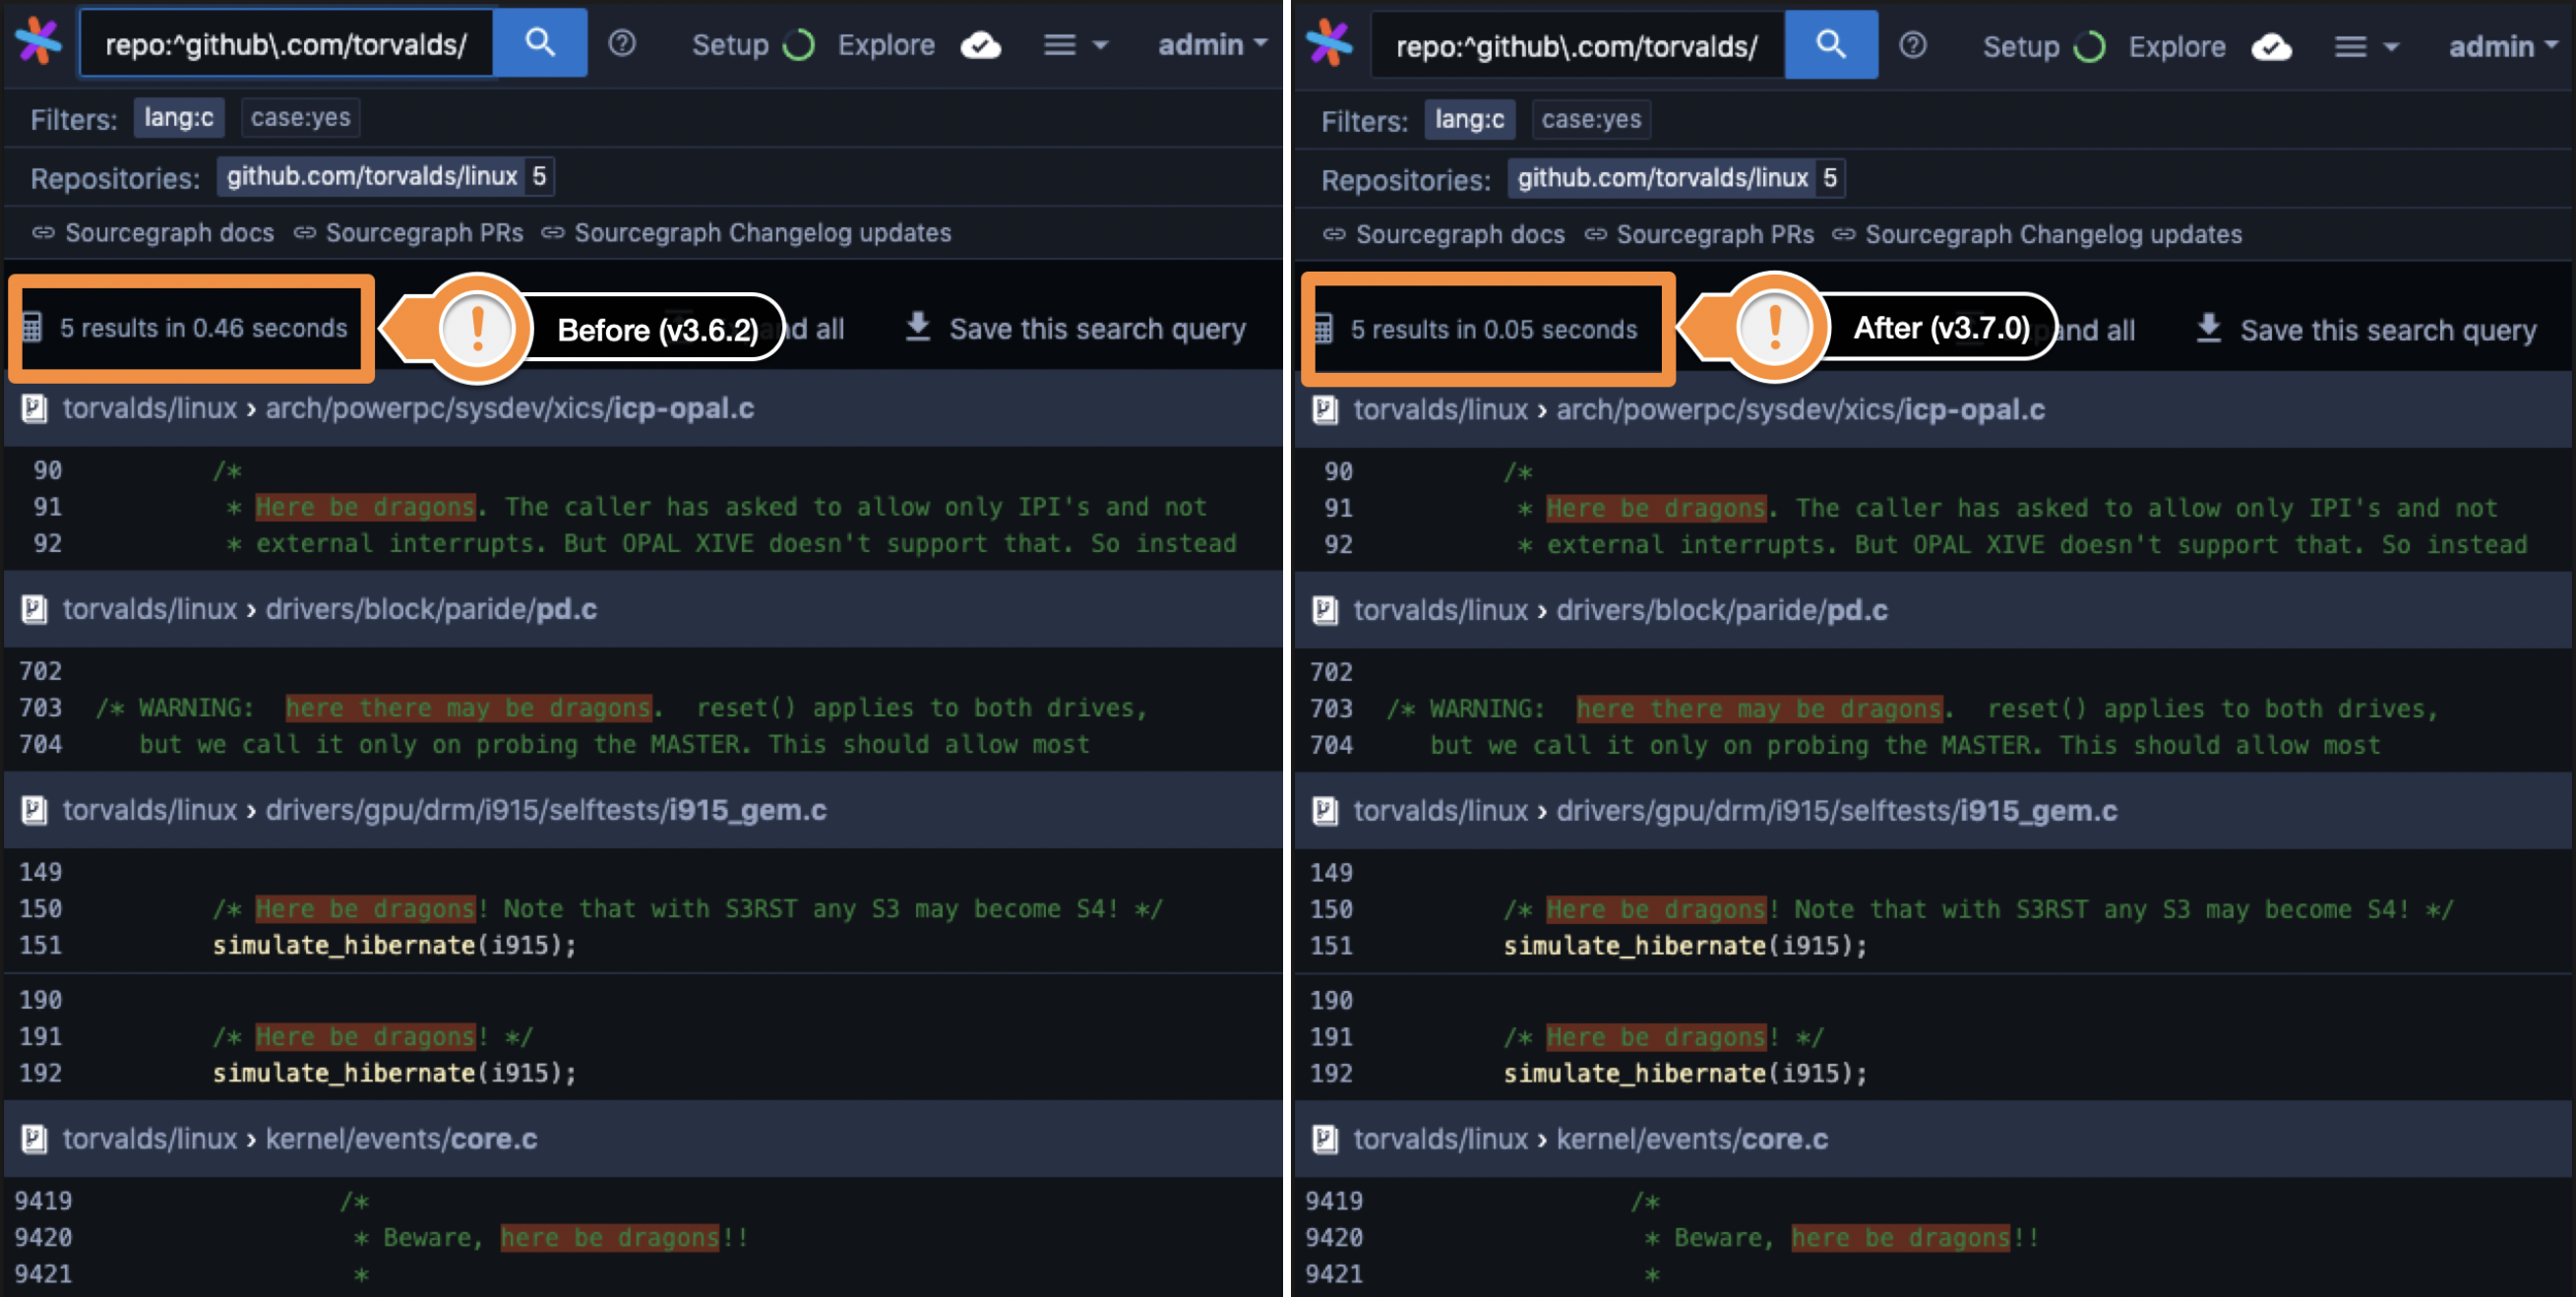 repo:^github\.com/torvalds/ Setup Explore admin
Filters: lang:c case:yes
Repositories: github.com/torvalds/linux 5
Sourcegraph docs Sourcegraph PRs Sourcegraph Changelog updates
5 results in 0.46 seconds Before (v3.6.2) nd all Save this search query
torvalds/linux › arch/powerpc/sysdev/xics/icp-opal.c
90 /*
91 * Here be dragons. The caller has asked to allow only IPI's and not
92 * external interrupts. But OPAL XIVE doesn't support that. So instead
torvalds/linux › drivers/block/paride/pd.c
702
703 /* WARNING:  here there may be dragons.  reset() applies to both drives,
704 but we call it only on probing the MASTER. This should allow most
torvalds/linux › drivers/gpu/drm/i915/selftests/i915_gem.c
149
150 /* Here be dragons! Note that with S3RST any S3 may become S4! */
151 simulate_hibernate(i915);
190
191 /* Here be dragons! */
192 simulate_hibernate(i915);
torvalds/linux › kernel/events/core.c
9419 /*
9420 * Beware, here be dragons!!
9421 *
repo:^github\.com/torvalds/ Setup Explore admin
Filters: lang:c case:yes
Repositories: github.com/torvalds/linux 5
Sourcegraph docs Sourcegraph PRs Sourcegraph Changelog updates
5 results in 0.05 seconds After (v3.7.0) and all Save this search query
torvalds/linux › arch/powerpc/sysdev/xics/icp-opal.c
90 /*
91 * Here be dragons. The caller has asked to allow only IPI's and not
92 * external interrupts. But OPAL XIVE doesn't support that. So instead
torvalds/linux › drivers/block/paride/pd.c
702
703 /* WARNING:  here there may be dragons.  reset() applies to both drives,
704 but we call it only on probing the MASTER. This should allow most
torvalds/linux › drivers/gpu/drm/i915/selftests/i915_gem.c
149
150 /* Here be dragons! Note that with S3RST any S3 may become S4! */
151 simulate_hibernate(i915);
190
191 /* Here be dragons! */
192 simulate_hibernate(i915);
torvalds/linux › kernel/events/core.c
9419 /*
9420 * Beware, here be dragons!!
9421 *